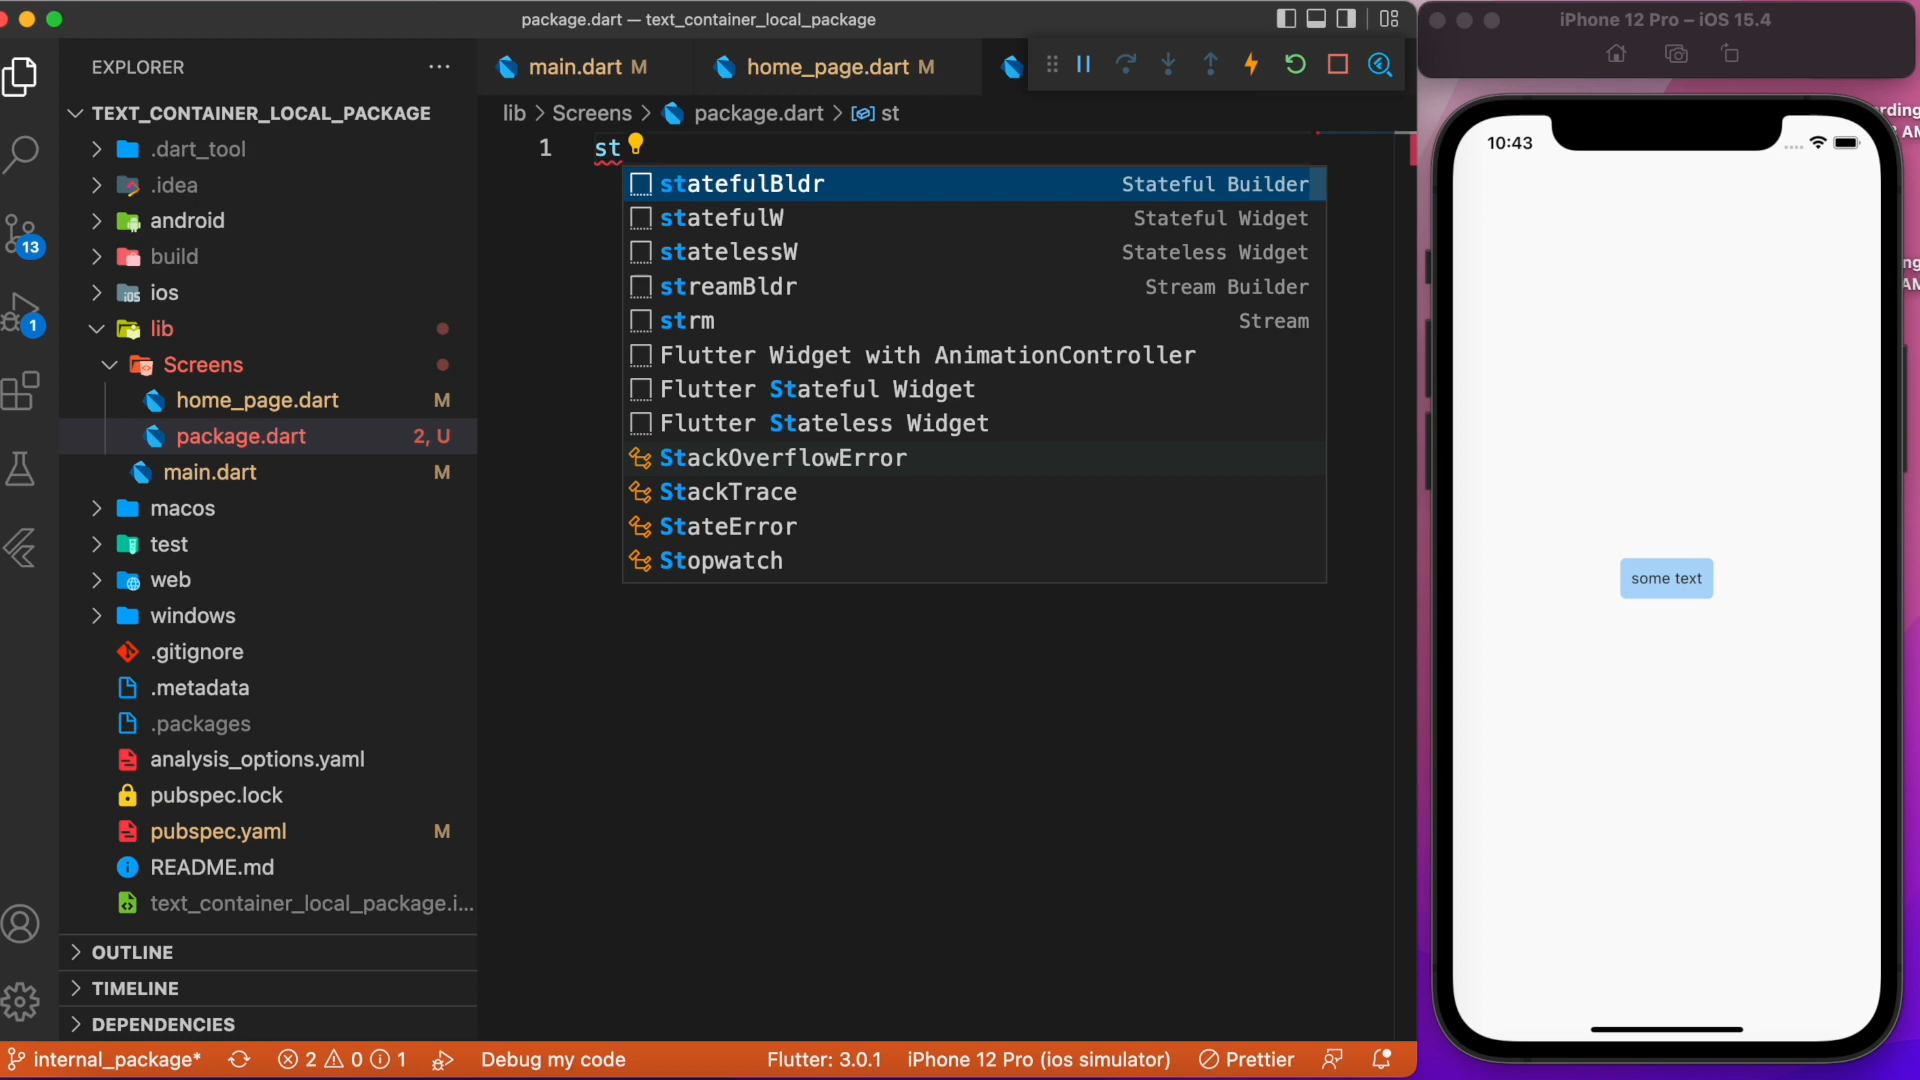 package.dart — text_container_local_package
EXPLORER
TEXT_CONTAINER_LOCAL_PACKAGE
.dart_tool
.idea
android
build
ios
lib
Screens
home_page.dart M
package.dart 2, U
main.dart M
macos
test
web
windows
.gitignore
.metadata
.packages
analysis_options.yaml
pubspec.lock
pubspec.yaml M
README.md
text_container_local_package.i...
OUTLINE
TIMELINE
DEPENDENCIES
13
1
main.dart M
home_page.dart M
lib > Screens > package.dart > st
1 st
statefulBldr Stateful Builder
statefulW Stateful Widget
statelessW Stateless Widget
streamBldr Stream Builder
strm Stream
Flutter Widget with AnimationController
Flutter Stateful Widget
Flutter Stateless Widget
StackOverflowError
StackTrace
StateError
Stopwatch
internal_package* 2 0 1 Debug my code Flutter: 3.0.1 iPhone 12 Pro (ios simulator) Prettier
iPhone 12 Pro – iOS 15.4
10:43
some text